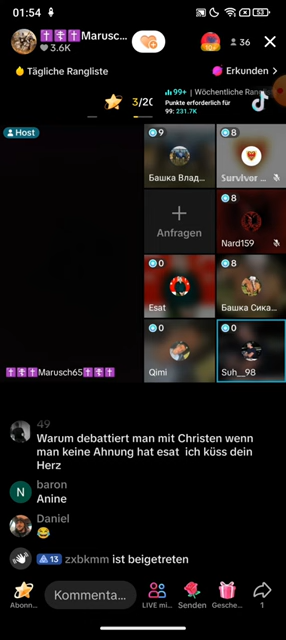 01:54
53
✝️✝️Marusch...
3.6K
36
Tägliche Rangliste
Erkunden >
3/20
99+ | Wöchentliche Rang
Punkte erforderlich für
99: 231.7K
Host
9
Башка Влад...
8
Survivor ...
Anfragen
Nard159
8
0
Esat
8
Башка Сика...
0
Qimi
0
Suh__98
✝️✝️✝️Marusch65✝️✝️✝️
49
Warum debattiert man mit Christen wenn
man keine Ahnung hat esat ich küss dein
Herz
baron
N
Anine
Daniel
😂
13 zxbkmm ist beigetreten
Abonn...
Kommenta...
LIVE mi...
Senden
Gesche...
1